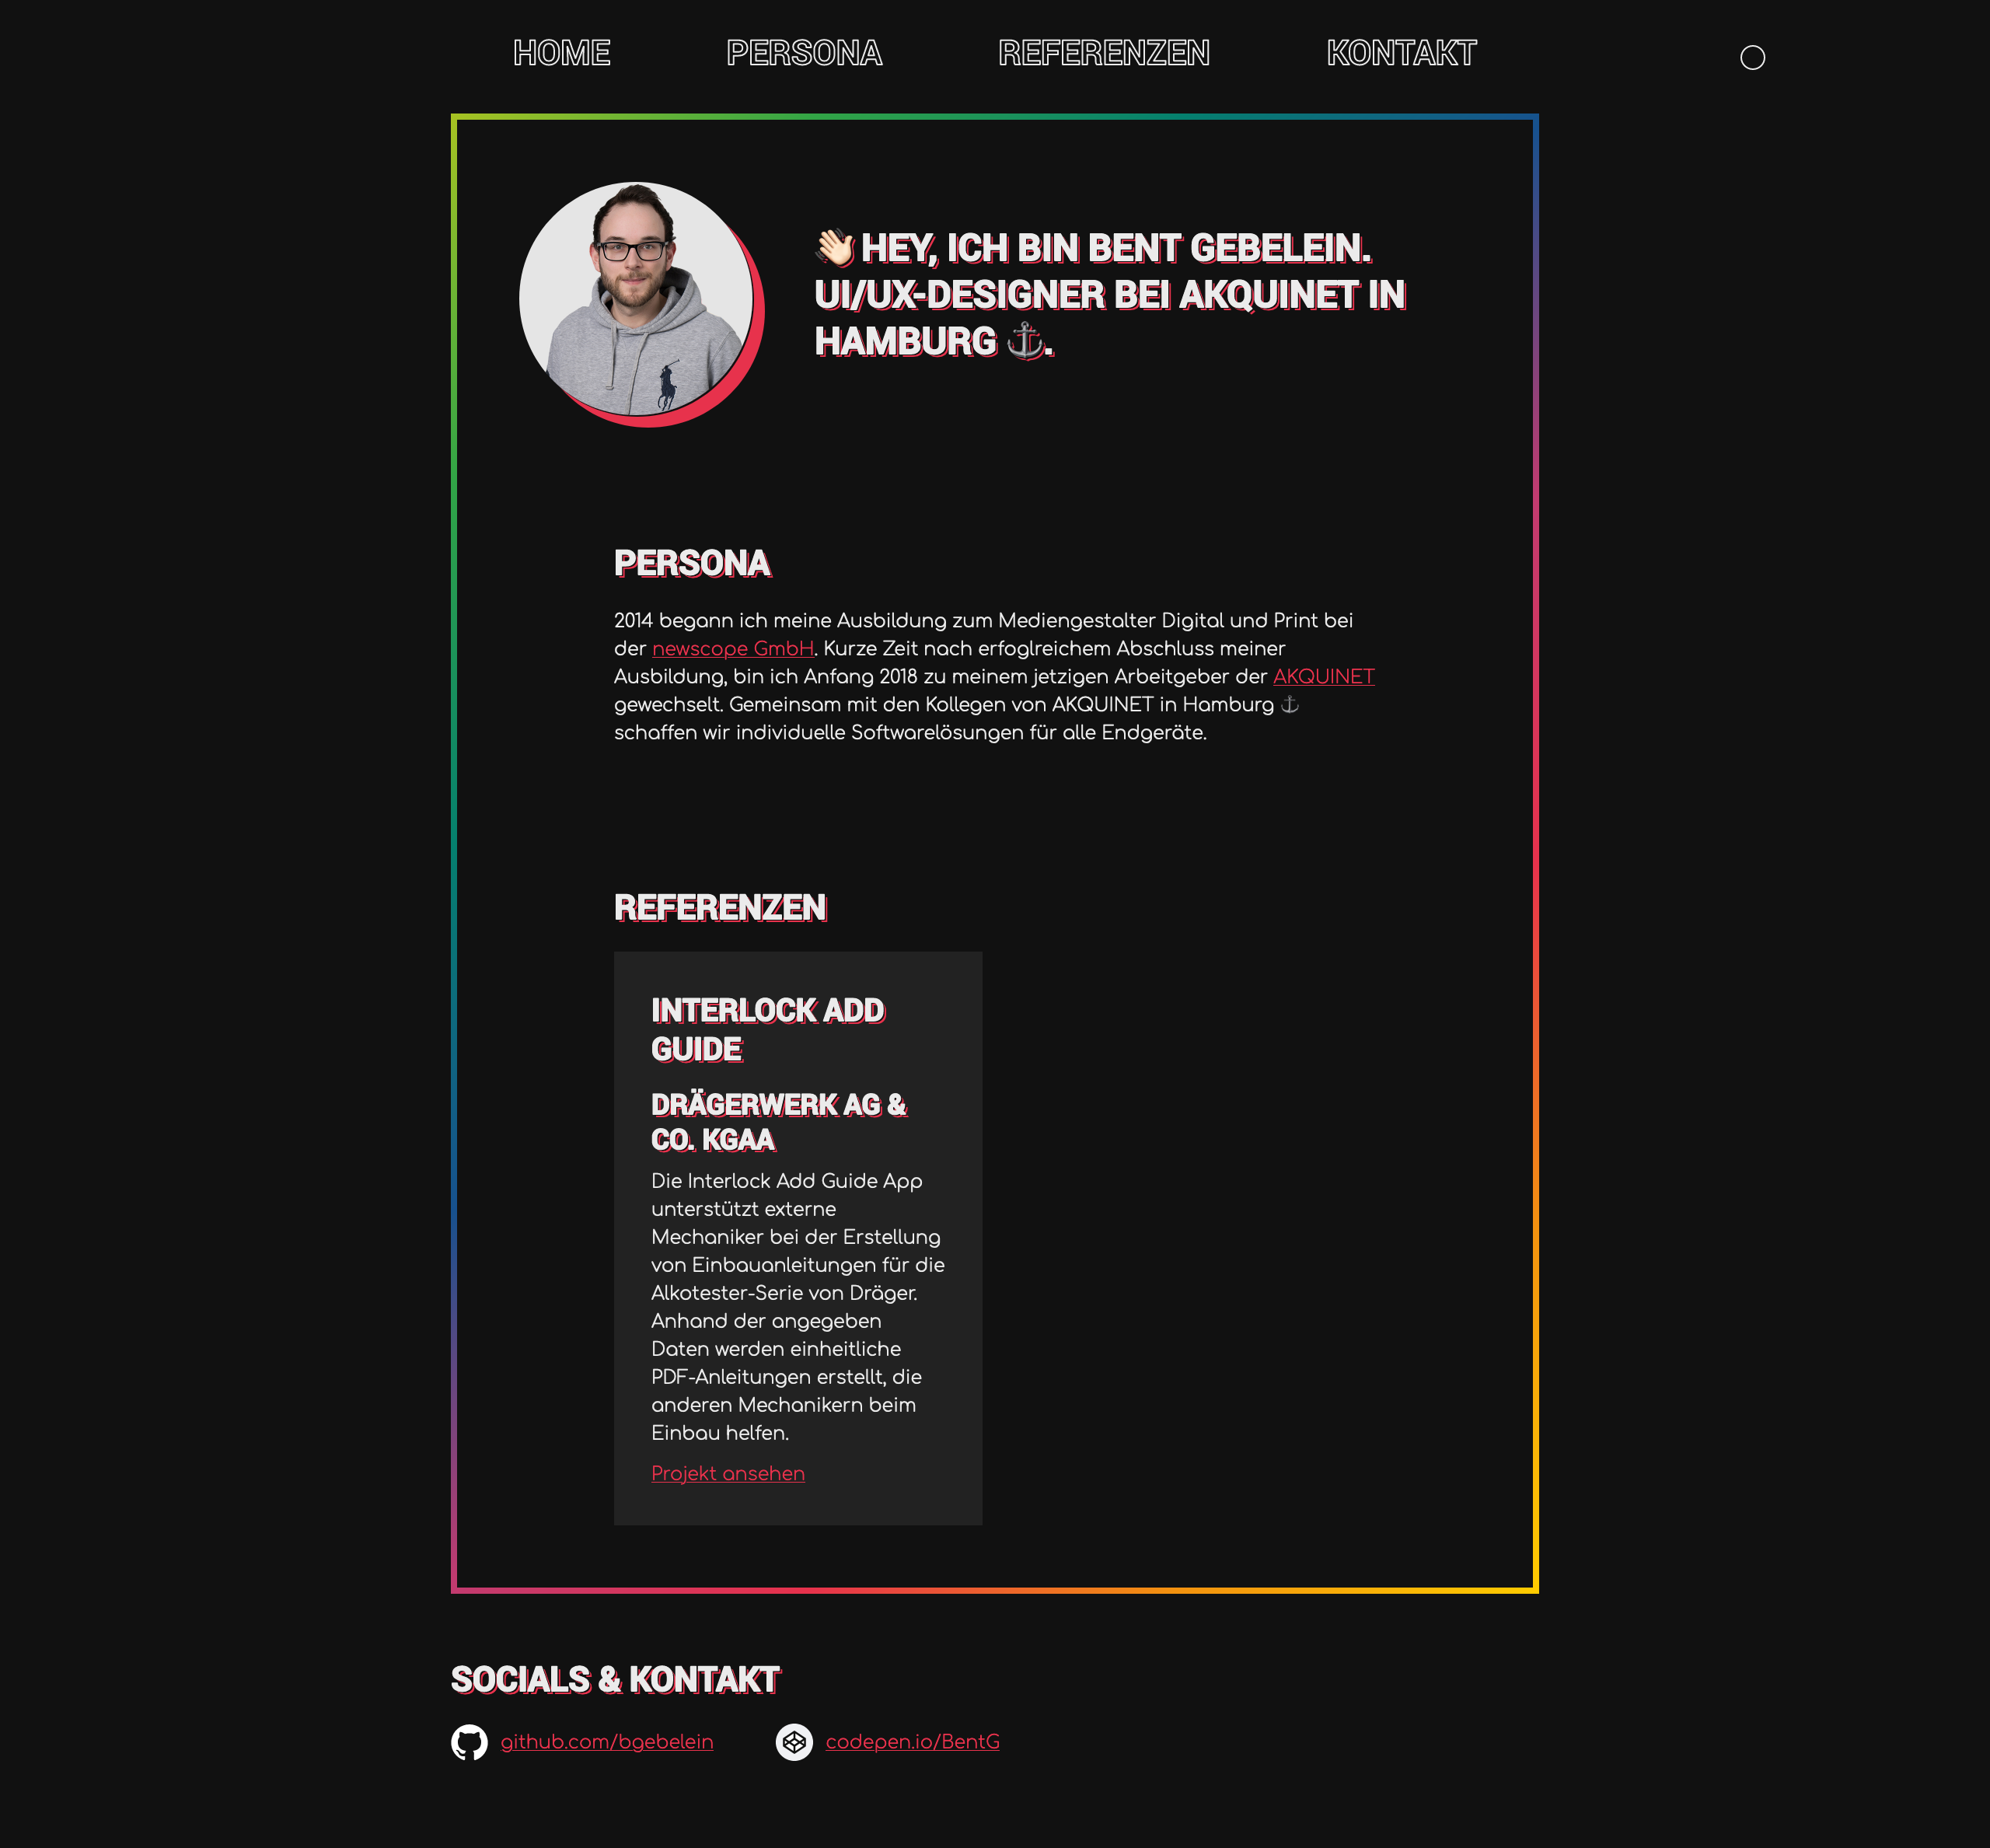 HOME PERSONA REFERENZEN KONTAKT
👋🏻 HEY, ICH BIN BENT GEBELEIN.
UI/UX-DESIGNER BEI AKQUINET IN
HAMBURG ⚓.
PERSONA
2014 begann ich meine Ausbildung zum Mediengestalter Digital und Print bei
der newscope GmbH. Kurze Zeit nach erfoglreichem Abschluss meiner
Ausbildung, bin ich Anfang 2018 zu meinem jetzigen Arbeitgeber der AKQUINET
gewechselt. Gemeinsam mit den Kollegen von AKQUINET in Hamburg ⚓
schaffen wir individuelle Softwarelösungen für alle Endgeräte.
REFERENZEN
INTERLOCK ADD
GUIDE
DRÄGERWERK AG &
CO. KGAA
Die Interlock Add Guide App
unterstützt externe
Mechaniker bei der Erstellung
von Einbauanleitungen für die
Alkotester-Serie von Dräger.
Anhand der angegeben
Daten werden einheitliche
PDF-Anleitungen erstellt, die
anderen Mechanikern beim
Einbau helfen.
Projekt ansehen
SOCIALS & KONTAKT
github.com/bgebelein codepen.io/BentG